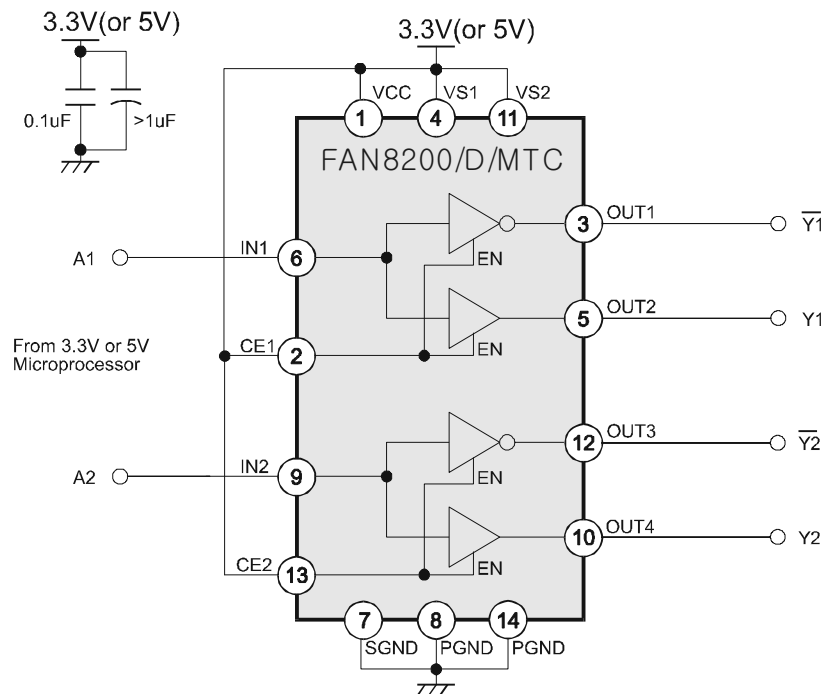 3.3V(or 5V)
0.1uF
>1uF
3.3V(or 5V)
VCC
VS1
VS2
1
4
11
FAN8200/D/MTC
A1
IN1
6
EN
3
OUT1
Y1
From 3.3V or 5V
Microprocessor
CE1
2
EN
5
OUT2
Y1
A2
IN2
9
EN
12
OUT3
Y2
CE2
13
EN
10
OUT4
Y2
7
8
14
SGND
PGND
PGND